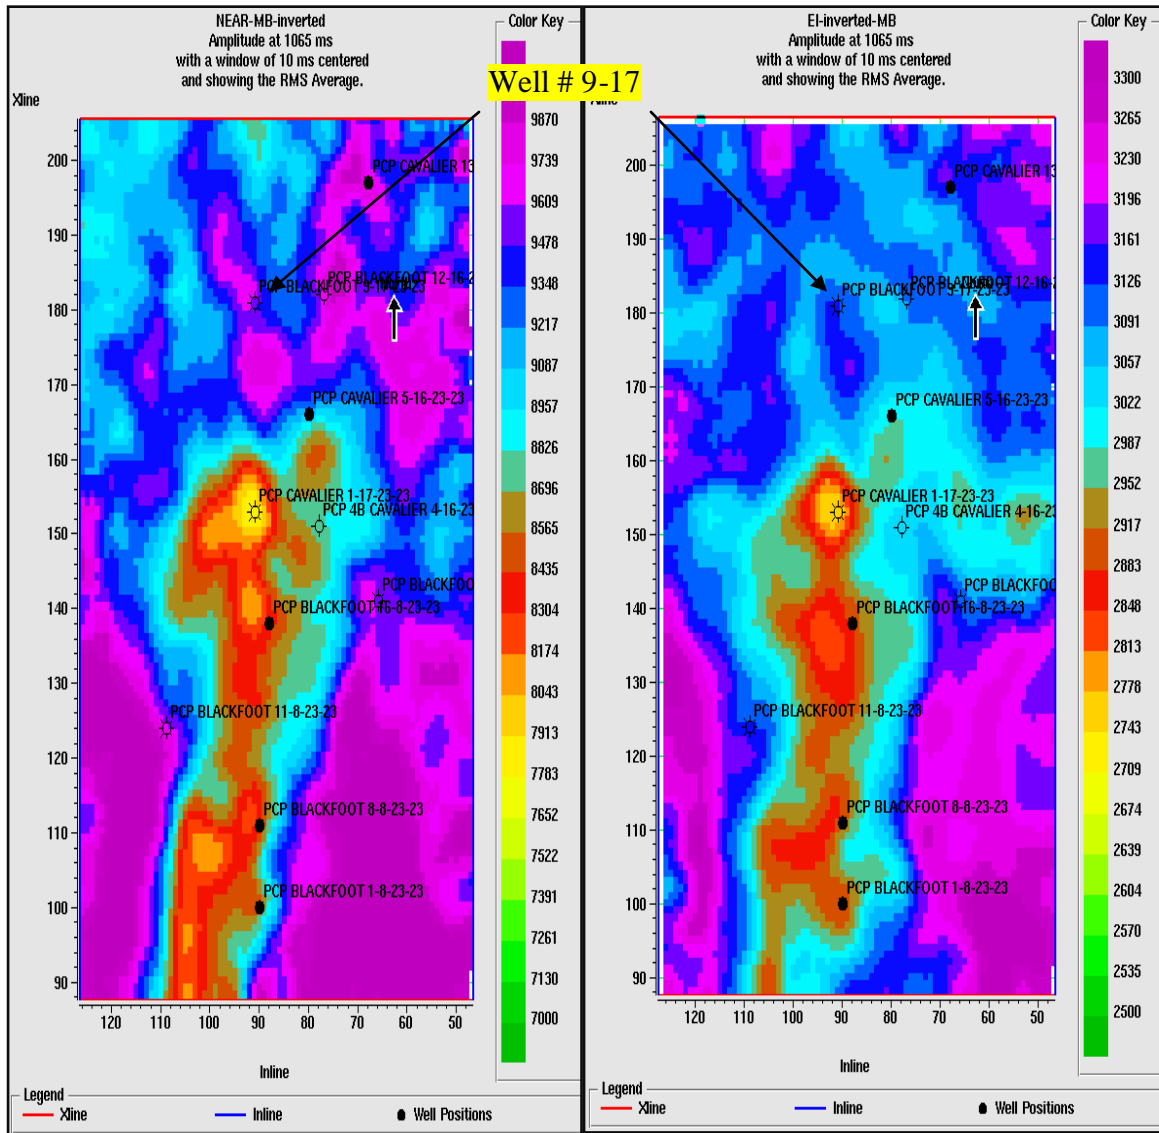 NEAR-MB-inverted
Amplitude at 1065 ms
with a window of 10 ms centered
and showing the RMS Average.
Color Key
Well # 9-17
Xline
9870
9739
9609
9478
9348
9217
9087
8957
8826
8696
8565
8435
8304
8174
8043
7913
7783
7652
7522
7391
7261
7130
7000
200
190
180
170
160
150
140
130
120
110
100
90
PCP CAVALIER 13
PCP BLACKFOOT 12-16-2
PCP BLACKFOOT
PCP CAVALIER 5-16-23-23
PCP CAVALIER 1-17-23-23
PCP 4B CAVALIER 4-16-23
PCP BLACKFOOT
PCP BLACKFOOT 16-8-23-23
PCP BLACKFOOT 11-8-23-23
PCP BLACKFOOT 8-8-23-23
PCP BLACKFOOT 1-8-23-23
120 110 100 90 80 70 60 50
Inline
Legend
Xline Inline Well Positions
EI-inverted-MB
Amplitude at 1065 ms
with a window of 10 ms centered
and showing the RMS Average.
Color Key
3300
3265
3230
3196
3161
3126
3091
3057
3022
2987
2952
2917
2883
2848
2813
2778
2743
2709
2674
2639
2604
2570
2535
2500
200
190
180
170
160
150
140
130
120
110
100
90
PCP CAVALIER 13
PCP BLACKFOOT 12-16-2
PCP BLACKFOOT
PCP CAVALIER 5-16-23-23
PCP CAVALIER 1-17-23-23
PCP 4B CAVALIER 4-16-23
PCP BLACKFOOT
PCP BLACKFOOT 16-8-23-23
PCP BLACKFOOT 11-8-23-23
PCP BLACKFOOT 8-8-23-23
PCP BLACKFOOT 1-8-23-23
120 110 100 90 80 70 60 50
Inline
Legend
Xline Inline Well Positions